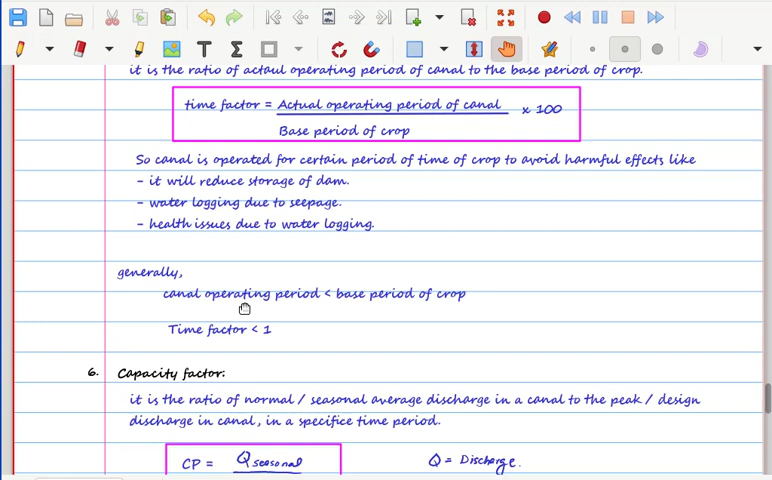 it is the ratio of actaul operating period of canal to the base period of crop.
time factor = Actual operating period of canal x 100
Base period of crop
So canal is operated for certain period of time of crop to avoid harmful effects like
- it will reduce storage of dam.
- water logging due to seepage.
- health issues due to water logging.
generally,
canal operating period < base period of crop
Time factor < 1
6. Capacity factor:
it is the ratio of normal / seasonal average discharge in a canal to the peak / design
discharge in canal, in a specifice time period.
CP = Q seasonal Q = Discharge.